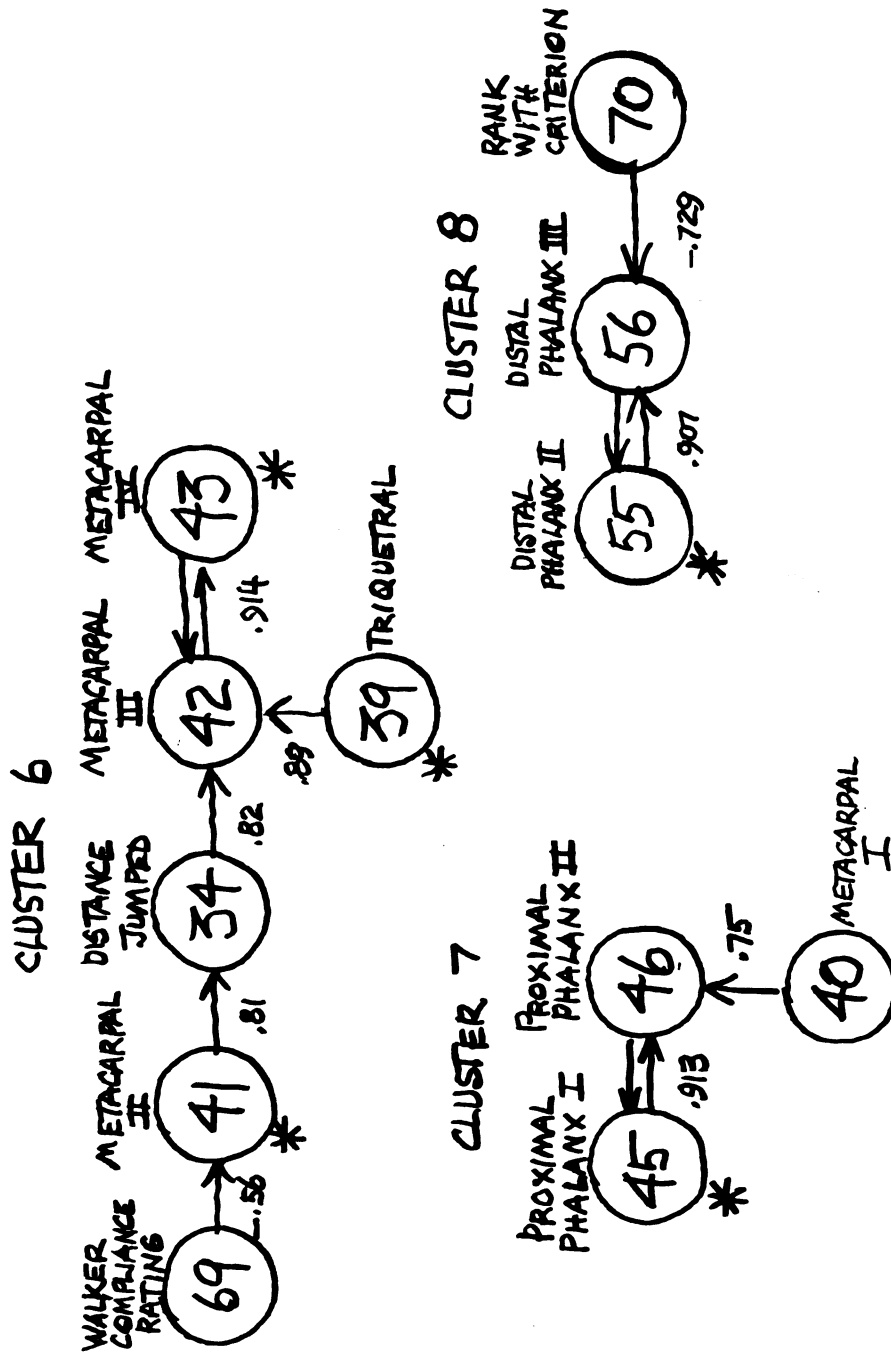 CLUSTER 6
WALKER
COMPLIANCE
RATING
69
-.56
METACARPAL
II
41
*
.81
DISTANCE
JUMPED
34
.82
METACARPAL
III
42
.914
METACARPAL
IV
43
*
.89
39
*
TRIQUETRAL
CLUSTER 7
PROXIMAL
PHALANX I
45
*
.913
PROXIMAL
PHALANX II
46
.75
40
METACARPAL
I
CLUSTER 8
DISTAL
PHALANX II
55
*
.907
DISTAL
PHALANX III
56
-.729
RANK
WITH
CRITERION
70